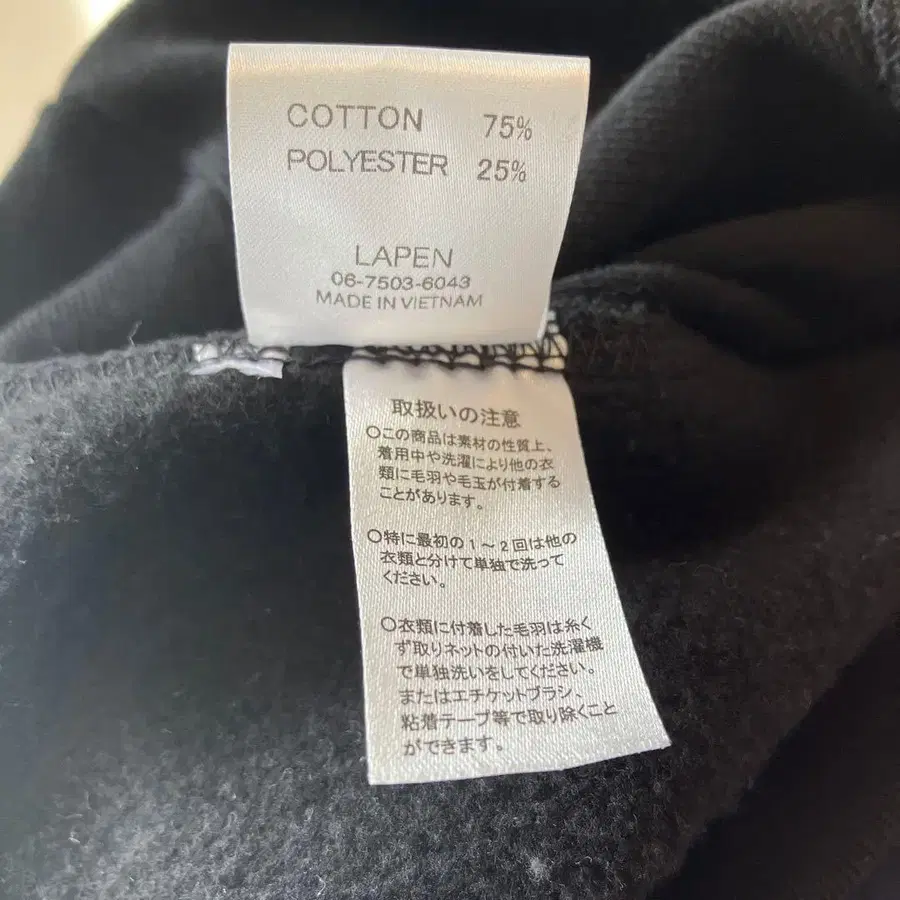 COTTON 75%
POLYESTER 25%
LAPEN
06-7503-6043
MADE IN VIETNAM
取扱いの注意
○この商品は素材の性質上、
着用中や洗濯により他の衣
類に毛羽や毛玉が付着する
ことがあります。
○特に最初の1～2回は他の
衣類と分けて単独で洗って
ください。
○衣類に付着した毛羽は糸く
ず取りネットの付いた洗濯機
で単独洗いをしてください。
またはエチケットブラシ、
粘着テープ等で取り除くこと
ができます。